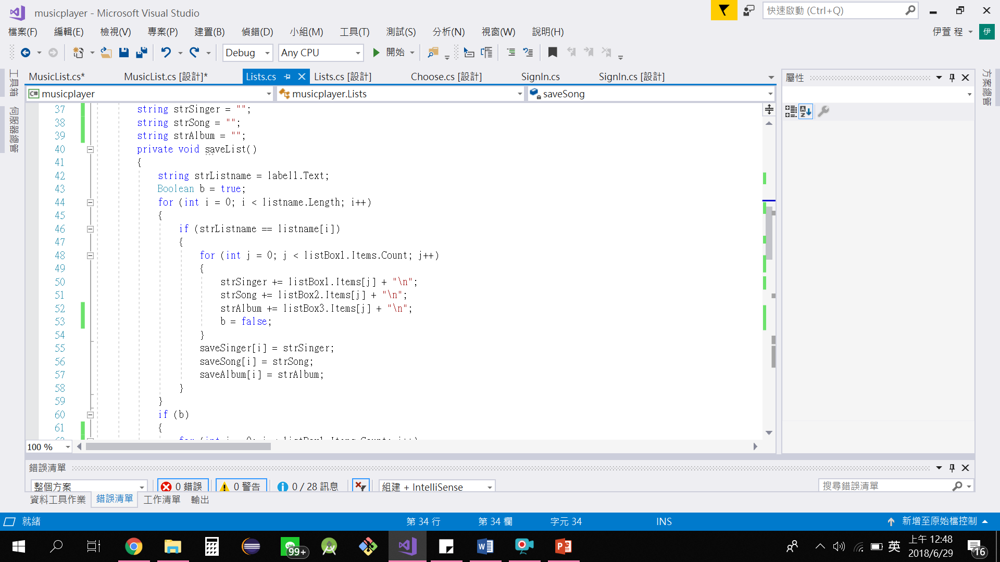 musicplayer - Microsoft Visual Studio
快速啟動 (Ctrl+Q)
檔案(F) 編輯(E) 檢視(V) 專案(P) 建置(B) 偵錯(D) 小組(M) 工具(T) 測試(S) 分析(N) 視窗(W) 說明(H)
伊萱 程
伊
Debug
Any CPU
開始
工具箱
伺服器總管
MusicList.cs*
MusicList.cs [設計]*
Lists.cs
Lists.cs [設計]
Choose.cs [設計]
SignIn.cs
SignIn.cs [設計]
屬性
方案總管
C# musicplayer
musicplayer.Lists
saveSong
37 string strSinger = "";
38 string strSong = "";
39 string strAlbum = "";
40 private void saveList()
41 {
42 string strListname = label1.Text;
43 Boolean b = true;
44 for (int i = 0; i < listname.Length; i++)
45 {
46 if (strListname == listname[i])
47 {
48 for (int j = 0; j < listBox1.Items.Count; j++)
49 {
50 strSinger += listBox1.Items[j] + "\n";
51 strSong += listBox2.Items[j] + "\n";
52 strAlbum += listBox3.Items[j] + "\n";
53 b = false;
54 }
55 saveSinger[i] = strSinger;
56 saveSong[i] = strSong;
57 saveAlbum[i] = strAlbum;
58 }
59 }
60 if (b)
61 {
100 %
錯誤清單
整個方案
0 錯誤
0 警告
0 / 28 訊息
組建 + IntelliSense
搜尋錯誤清單
資料工具作業 錯誤清單 工作清單 輸出
就緒
第 34 行
第 34 欄
字元 34
INS
新增至原始檔控制
99+
英
上午 12:48
2018/6/29
16